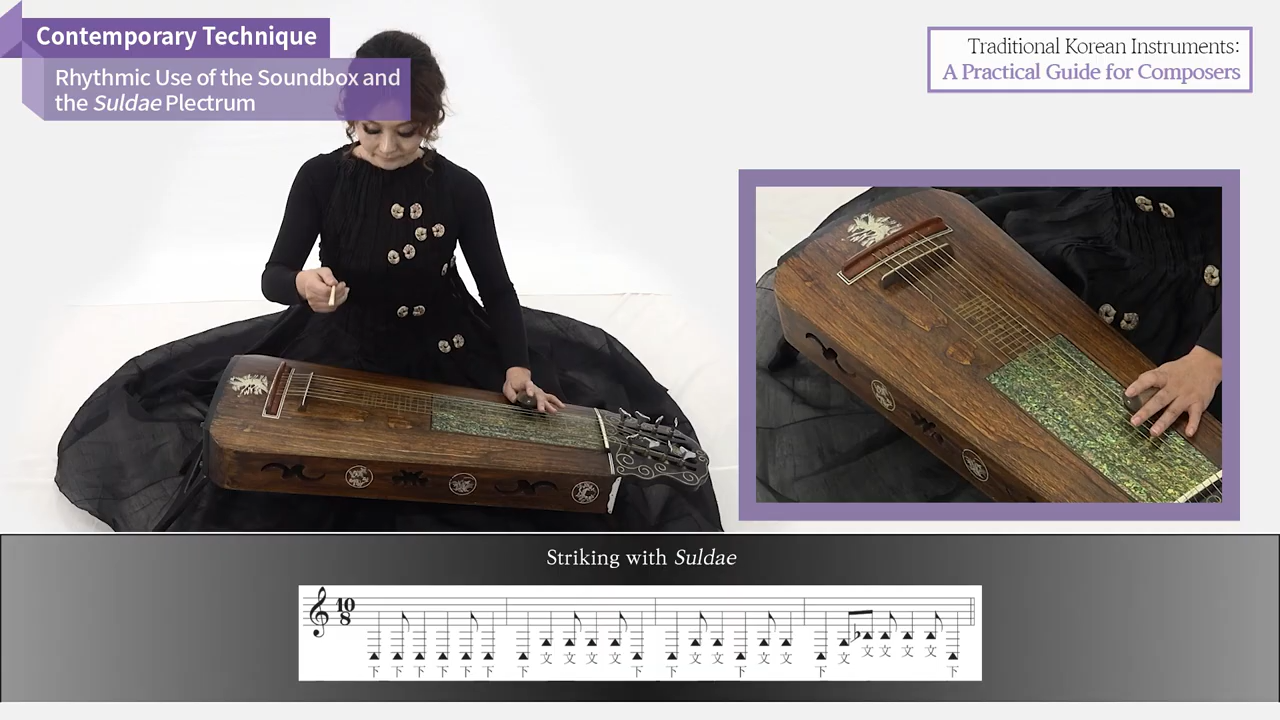 Contemporary Technique
Rhythmic Use of the Soundbox and
the Suldae Plectrum
Traditional Korean Instruments:
A Practical Guide for Composers
Striking with Suldae
10
8
下 下 下 下 下 下 下 文 文 文 文 下 下 文 文 下 文 文 下 文 文 文 文 文 下